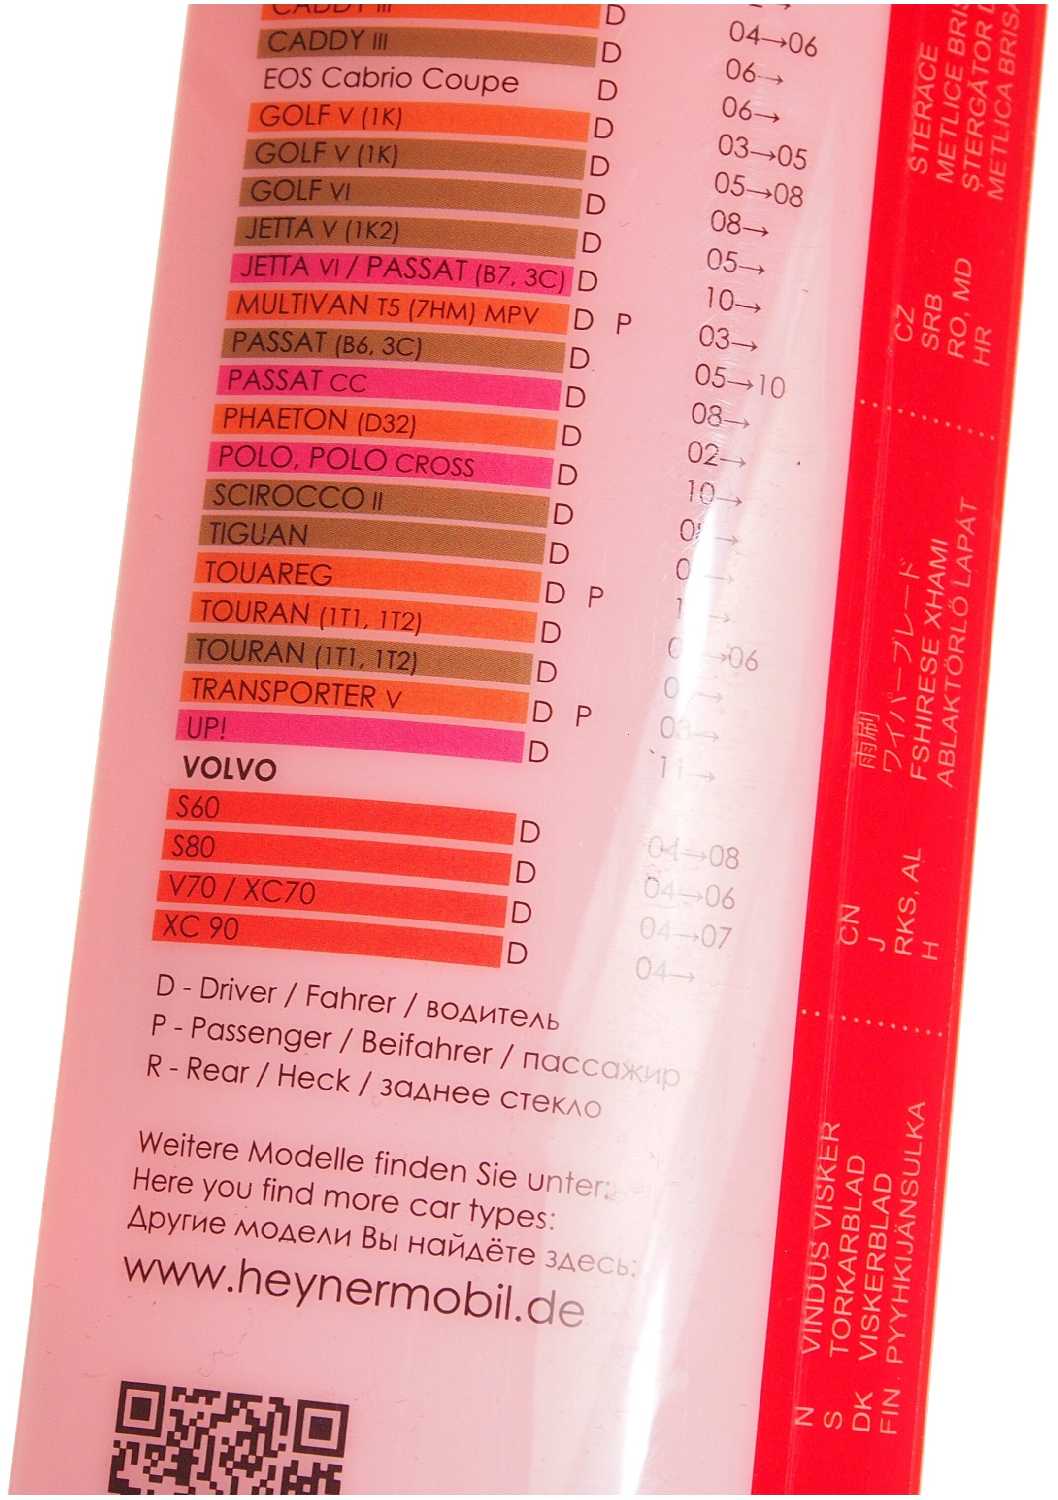 CADDY III D 04→06
CADDY III D 06→
EOS Cabrio Coupe D 06→
GOLF V (1K) D 03→05
GOLF V (1K) D 05→08
GOLF VI D 08→
JETTA V (1K2) D 05→
JETTA VI / PASSAT (B7, 3C) D 10→
MULTIVAN T5 (7HM) MPV D P 03→
PASSAT (B6, 3C) D 05→10
PASSAT CC D 08→
PHAETON (D32) D 02→
POLO, POLO CROSS D 10→
SCIROCCO II D
TIGUAN D
TOUAREG D P
TOURAN (1T1, 1T2) D
TOURAN (1T1, 1T2) D
TRANSPORTER V D P 03→
UP! D 11→
VOLVO
S60 D 04→08
S80 D 04→06
V70 / XC70 D 04→07
XC 90 D 04→
D - Driver / Fahrer / водитель
P - Passenger / Beifahrer / пассажир
R - Rear / Heck / заднее стекло
Weitere Modelle finden Sie unter:
Here you find more car types:
Другие модели Вы найдёте здесь:
www.heynermobil.de
CZ STERACE
SRB METLICE
RO, MD ȘTERGĂTOR
HR METLICA
CN 雨刷
J ワイパーブレード
RKS, AL FSHIRESE XHAMI
H ABLAKTÖRLŐ LAPÁT
N VINDUS VISKER
S TORKARBLAD
DK VISKERBLAD
FIN PYYHKIJÄNSULKA